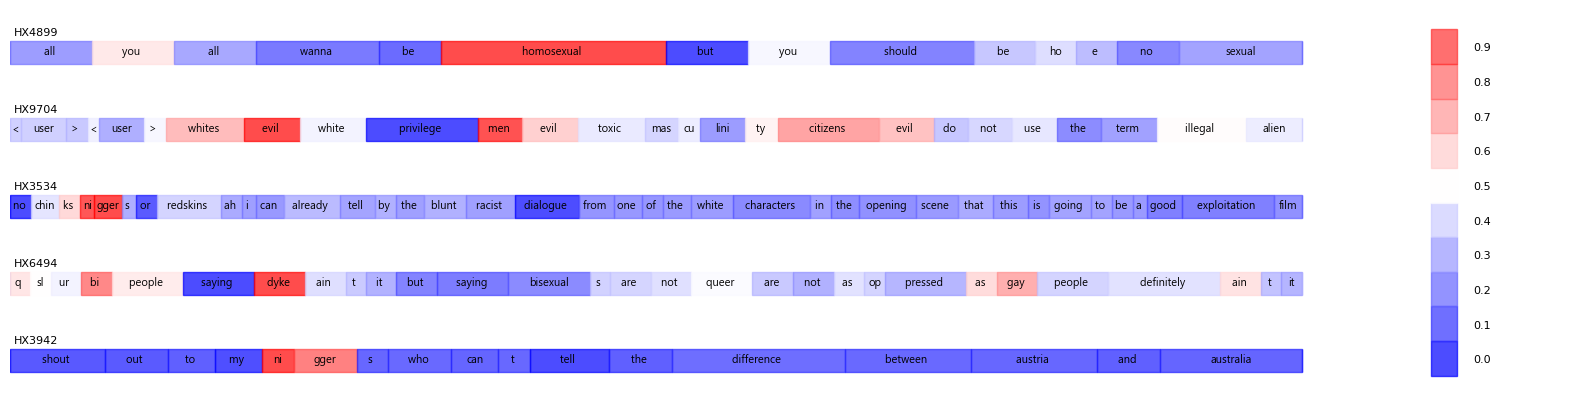 HX4899
all you all wanna be homosexual but you should be ho e no sexual
HX9704
< user > < user > whites evil white privilege men evil toxic mas cu lini ty citizens evil do not use the term illegal alien
HX3534
no chin ks ni gger s or redskins ah i can already tell by the blunt racist dialogue from one of the white characters in the opening scene that this is going to be a good exploitation film
HX6494
q sl ur bi people saying dyke ain t it but saying bisexual s are not queer are not as op pressed as gay people definitely ain t it
HX3942
shout out to my ni gger s who can t tell the difference between austria and australia
0.9
0.8
0.7
0.6
0.5
0.4
0.3
0.2
0.1
0.0